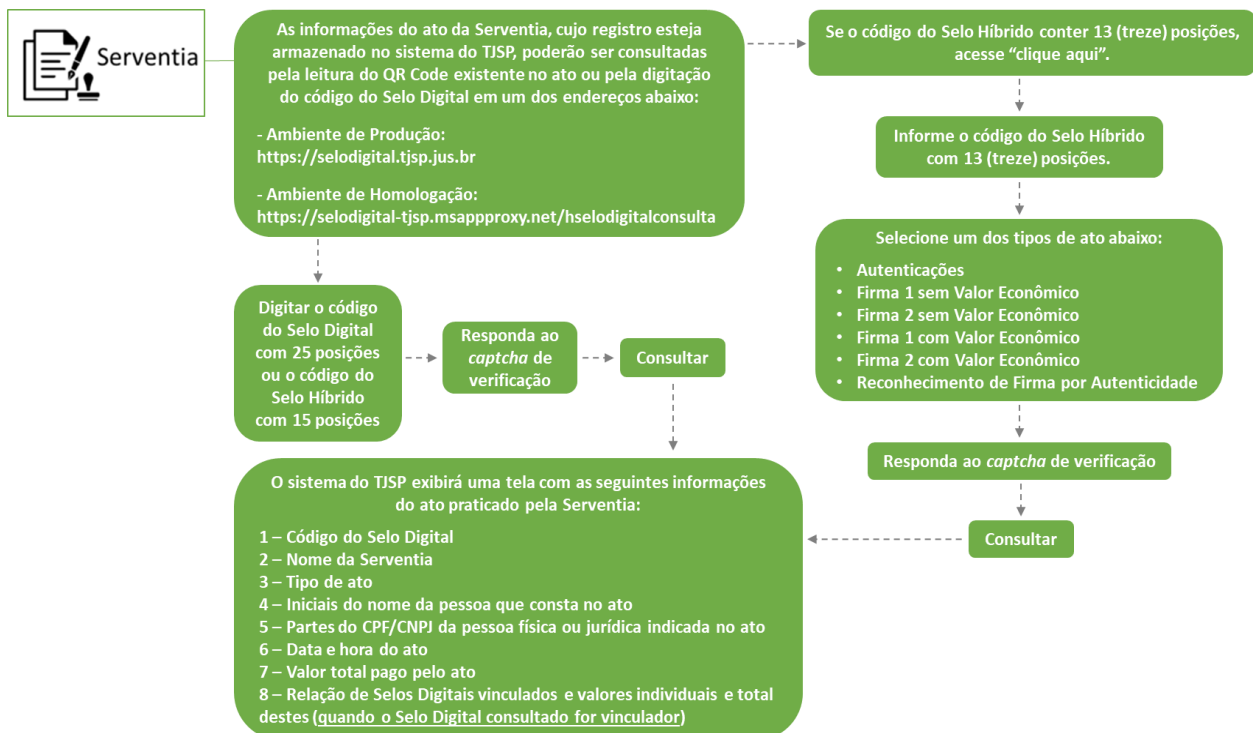 Serventia
As informações do ato da Serventia, cujo registro esteja
armazenado no sistema do TJSP, poderão ser consultadas
pela leitura do QR Code existente no ato ou pela digitação
do código do Selo Digital em um dos endereços abaixo:
- Ambiente de Produção:
https://selodigital.tjsp.jus.br
- Ambiente de Homologação:
https://selodigital-tjsp.msappproxy.net/hselodigitalconsulta
Se o código do Selo Híbrido conter 13 (treze) posições,
acesse “clique aqui”.
Informe o código do Selo Híbrido
com 13 (treze) posições.
Selecione um dos tipos de ato abaixo:
• Autenticações
• Firma 1 sem Valor Econômico
• Firma 2 sem Valor Econômico
• Firma 1 com Valor Econômico
• Firma 2 com Valor Econômico
• Reconhecimento de Firma por Autenticidade
Responda ao captcha de verificação
Consultar
Digitar o código
do Selo Digital
com 25 posições
ou o código do
Selo Híbrido
com 15 posições
Responda ao
captcha de
verificação
Consultar
O sistema do TJSP exibirá uma tela com as seguintes informações
do ato praticado pela Serventia:
1 – Código do Selo Digital
2 – Nome da Serventia
3 – Tipo de ato
4 – Iniciais do nome da pessoa que consta no ato
5 – Partes do CPF/CNPJ da pessoa física ou jurídica indicada no ato
6 – Data e hora do ato
7 – Valor total pago pelo ato
8 – Relação de Selos Digitais vinculados e valores individuais e total
destes (quando o Selo Digital consultado for vinculador)